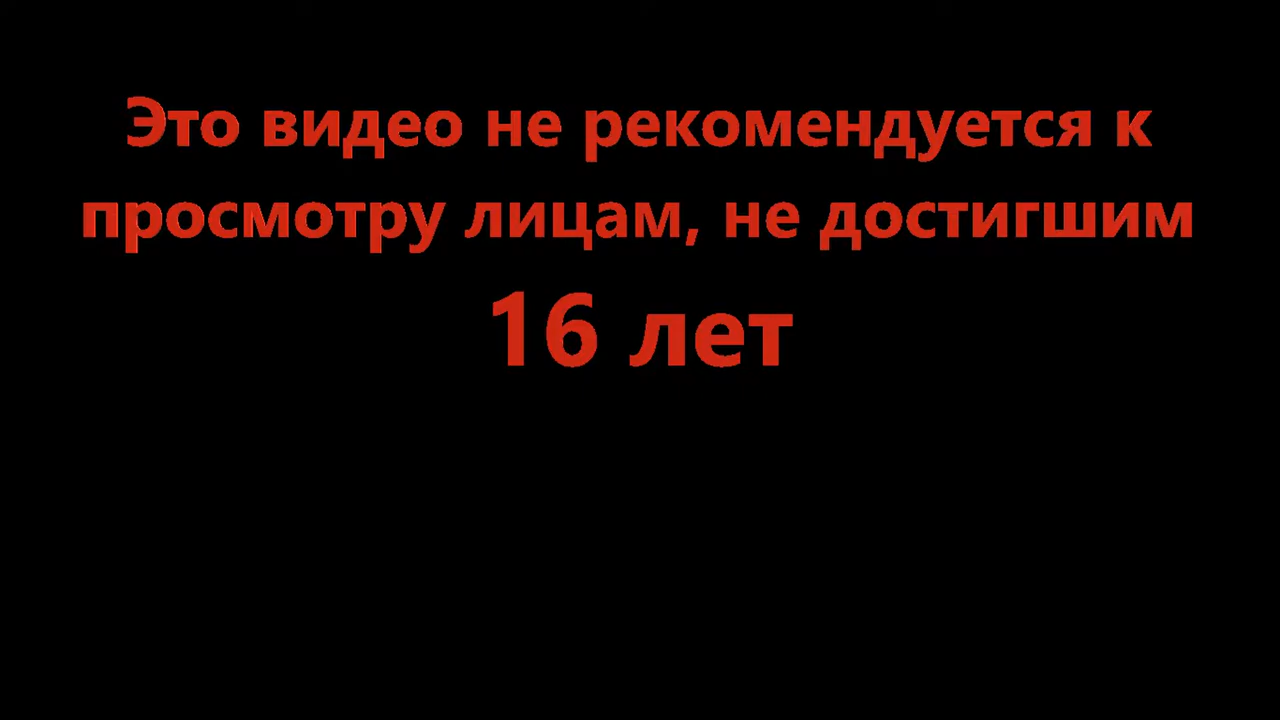 Это видео не рекомендуется к
просмотру лицам, не достигшим
16 лет